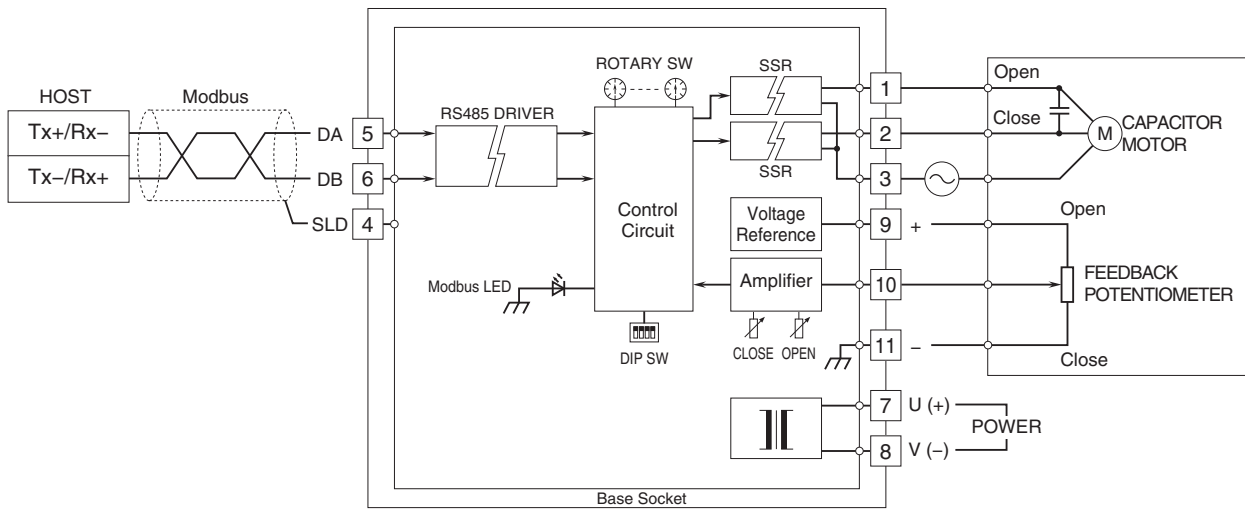 HOST
Modbus
Tx+/Rx−
Tx−/Rx+
DA
DB
SLD
5
6
4
RS485 DRIVER
ROTARY SW
Control
Circuit
Modbus LED
DIP SW
SSR
SSR
Voltage
Reference
Amplifier
CLOSE
OPEN
1
2
3
9
+
10
11
−
7
U (+)
8
V (−)
POWER
Open
Close
M
CAPACITOR
MOTOR
Open
FEEDBACK
POTENTIOMETER
Close
Base Socket